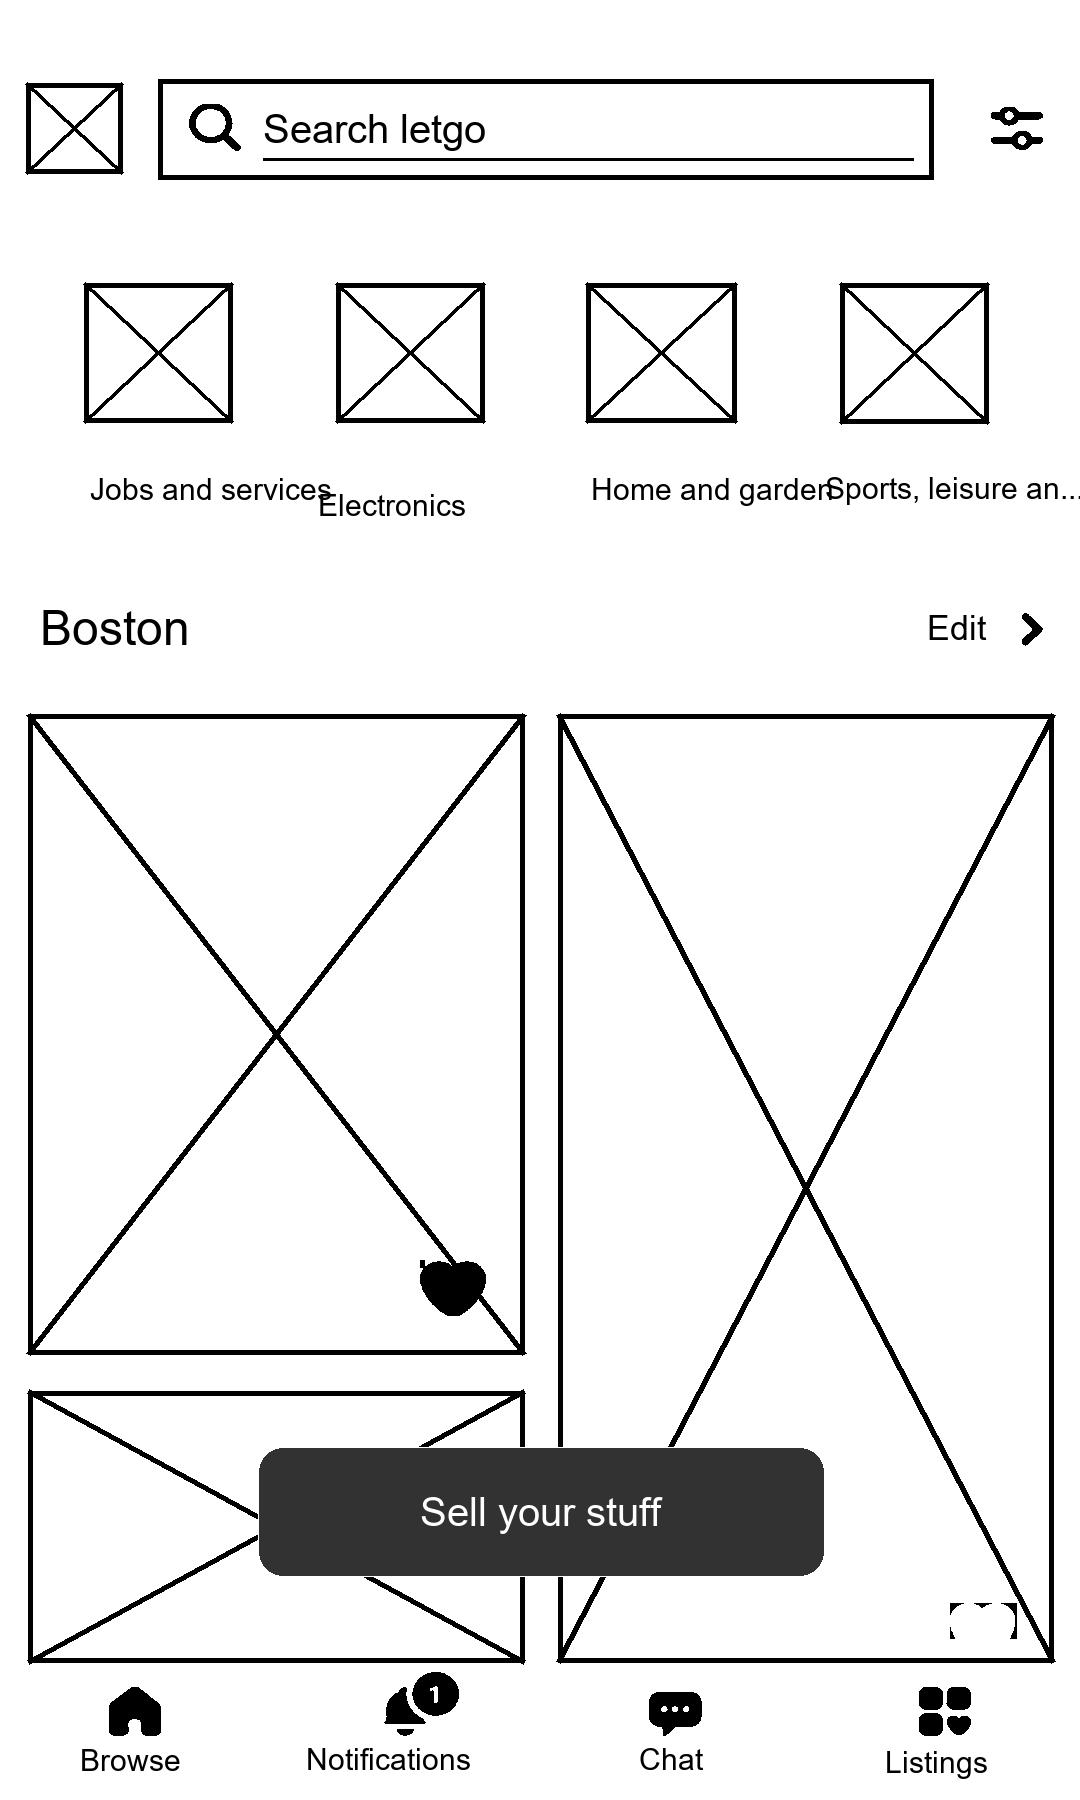 Search letgo
Jobs and services
Electronics
Home and garden
Sports, leisure an...
Boston
Edit
Sell your stuff
1
Browse
Notifications
Chat
Listings